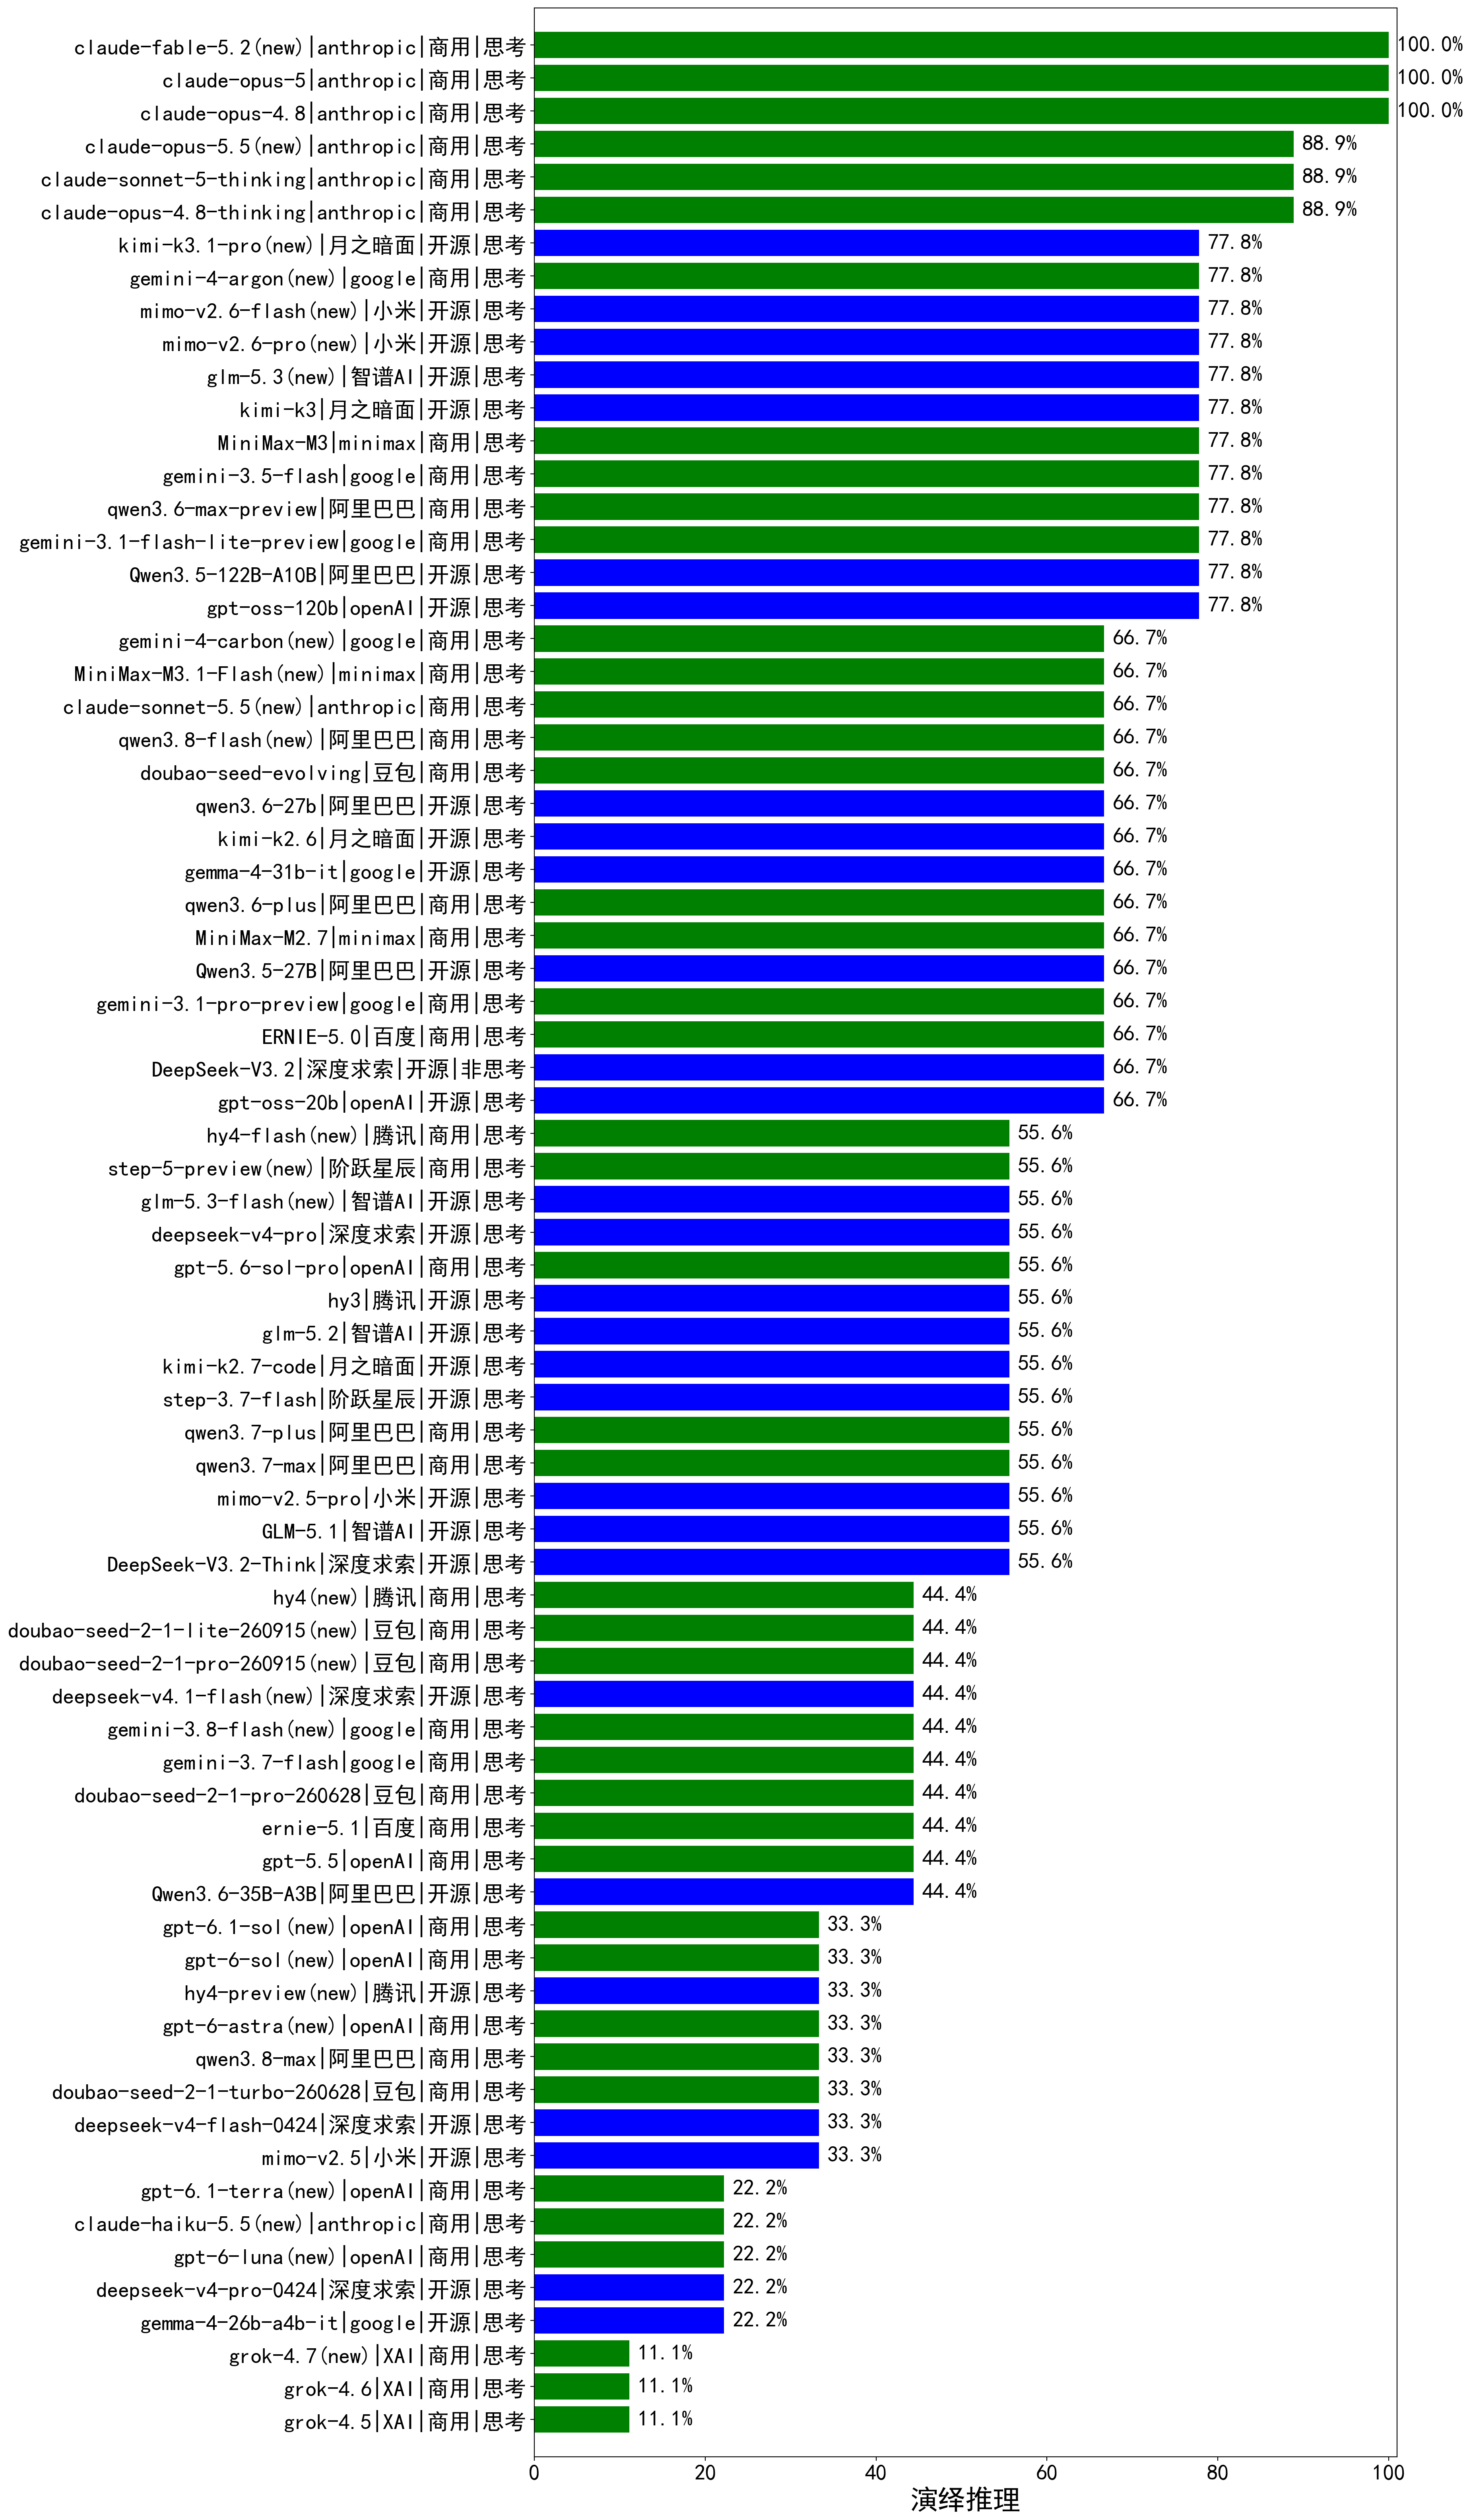 claude-fable-5.2(new)|anthropic|商用|思考 100.0%
claude-opus-5|anthropic|商用|思考 100.0%
claude-opus-4.8|anthropic|商用|思考 100.0%
claude-opus-5.5(new)|anthropic|商用|思考 88.9%
claude-sonnet-5-thinking|anthropic|商用|思考 88.9%
claude-opus-4.8-thinking|anthropic|商用|思考 88.9%
kimi-k3.1-pro(new)|月之暗面|开源|思考 77.8%
gemini-4-argon(new)|google|商用|思考 77.8%
mimo-v2.6-flash(new)|小米|开源|思考 77.8%
mimo-v2.6-pro(new)|小米|开源|思考 77.8%
glm-5.3(new)|智谱AI|开源|思考 77.8%
kimi-k3|月之暗面|开源|思考 77.8%
MiniMax-M3|minimax|商用|思考 77.8%
gemini-3.5-flash|google|商用|思考 77.8%
qwen3.6-max-preview|阿里巴巴|商用|思考 77.8%
gemini-3.1-flash-lite-preview|google|商用|思考 77.8%
Qwen3.5-122B-A10B|阿里巴巴|开源|思考 77.8%
gpt-oss-120b|openAI|开源|思考 77.8%
gemini-4-carbon(new)|google|商用|思考 66.7%
MiniMax-M3.1-Flash(new)|minimax|商用|思考 66.7%
claude-sonnet-5.5(new)|anthropic|商用|思考 66.7%
qwen3.8-flash(new)|阿里巴巴|商用|思考 66.7%
doubao-seed-evolving|豆包|商用|思考 66.7%
qwen3.6-27b|阿里巴巴|开源|思考 66.7%
kimi-k2.6|月之暗面|开源|思考 66.7%
gemma-4-31b-it|google|开源|思考 66.7%
qwen3.6-plus|阿里巴巴|商用|思考 66.7%
MiniMax-M2.7|minimax|商用|思考 66.7%
Qwen3.5-27B|阿里巴巴|开源|思考 66.7%
gemini-3.1-pro-preview|google|商用|思考 66.7%
ERNIE-5.0|百度|商用|思考 66.7%
DeepSeek-V3.2|深度求索|开源|非思考 66.7%
gpt-oss-20b|openAI|开源|思考 66.7%
hy4-flash(new)|腾讯|商用|思考 55.6%
step-5-preview(new)|阶跃星辰|商用|思考 55.6%
glm-5.3-flash(new)|智谱AI|开源|思考 55.6%
deepseek-v4-pro|深度求索|开源|思考 55.6%
gpt-5.6-sol-pro|openAI|商用|思考 55.6%
hy3|腾讯|开源|思考 55.6%
glm-5.2|智谱AI|开源|思考 55.6%
kimi-k2.7-code|月之暗面|开源|思考 55.6%
step-3.7-flash|阶跃星辰|开源|思考 55.6%
qwen3.7-plus|阿里巴巴|商用|思考 55.6%
qwen3.7-max|阿里巴巴|商用|思考 55.6%
mimo-v2.5-pro|小米|开源|思考 55.6%
GLM-5.1|智谱AI|开源|思考 55.6%
DeepSeek-V3.2-Think|深度求索|开源|思考 55.6%
hy4(new)|腾讯|商用|思考 44.4%
doubao-seed-2-1-lite-260915(new)|豆包|商用|思考 44.4%
doubao-seed-2-1-pro-260915(new)|豆包|商用|思考 44.4%
deepseek-v4.1-flash(new)|深度求索|开源|思考 44.4%
gemini-3.8-flash(new)|google|商用|思考 44.4%
gemini-3.7-flash|google|商用|思考 44.4%
doubao-seed-2-1-pro-260628|豆包|商用|思考 44.4%
ernie-5.1|百度|商用|思考 44.4%
gpt-5.5|openAI|商用|思考 44.4%
Qwen3.6-35B-A3B|阿里巴巴|开源|思考 44.4%
gpt-6.1-sol(new)|openAI|商用|思考 33.3%
gpt-6-sol(new)|openAI|商用|思考 33.3%
hy4-preview(new)|腾讯|开源|思考 33.3%
gpt-6-astra(new)|openAI|商用|思考 33.3%
qwen3.8-max|阿里巴巴|商用|思考 33.3%
doubao-seed-2-1-turbo-260628|豆包|商用|思考 33.3%
deepseek-v4-flash-0424|深度求索|开源|思考 33.3%
mimo-v2.5|小米|开源|思考 33.3%
gpt-6.1-terra(new)|openAI|商用|思考 22.2%
claude-haiku-5.5(new)|anthropic|商用|思考 22.2%
gpt-6-luna(new)|openAI|商用|思考 22.2%
deepseek-v4-pro-0424|深度求索|开源|思考 22.2%
gemma-4-26b-a4b-it|google|开源|思考 22.2%
grok-4.7(new)|XAI|商用|思考 11.1%
grok-4.6|XAI|商用|思考 11.1%
grok-4.5|XAI|商用|思考 11.1%
0 20 40 60 80 100
演绎推理